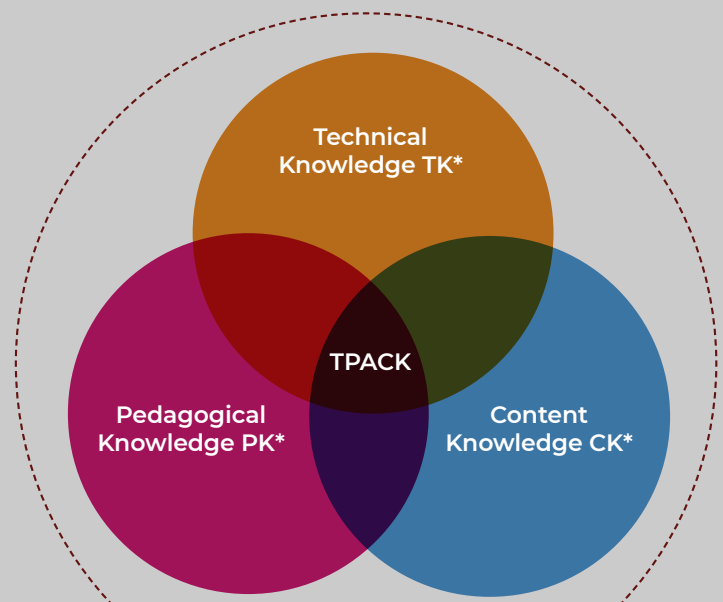 Technical
Knowledge TK*
TPACK
Pedagogical
Knowledge PK*
Content
Knowledge CK*